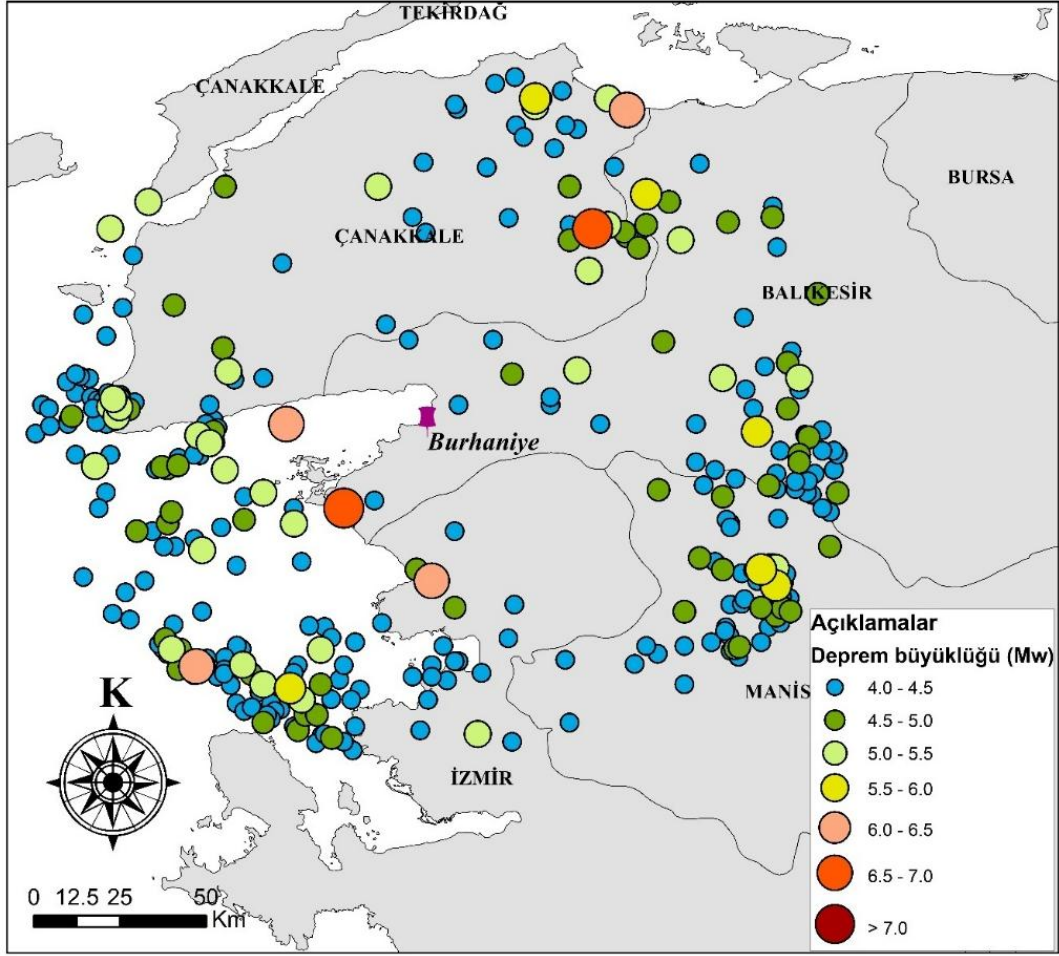 TEKİRDAĞ
ÇANAKKALE
BURSA
ÇANAKKALE
BALIKESİR
Burhaniye
MANİS
İZMİR
K
0 12.5 25 50
Km
Açıklamalar
Deprem büyüklüğü (Mw)
4.0 - 4.5
4.5 - 5.0
5.0 - 5.5
5.5 - 6.0
6.0 - 6.5
6.5 - 7.0
> 7.0